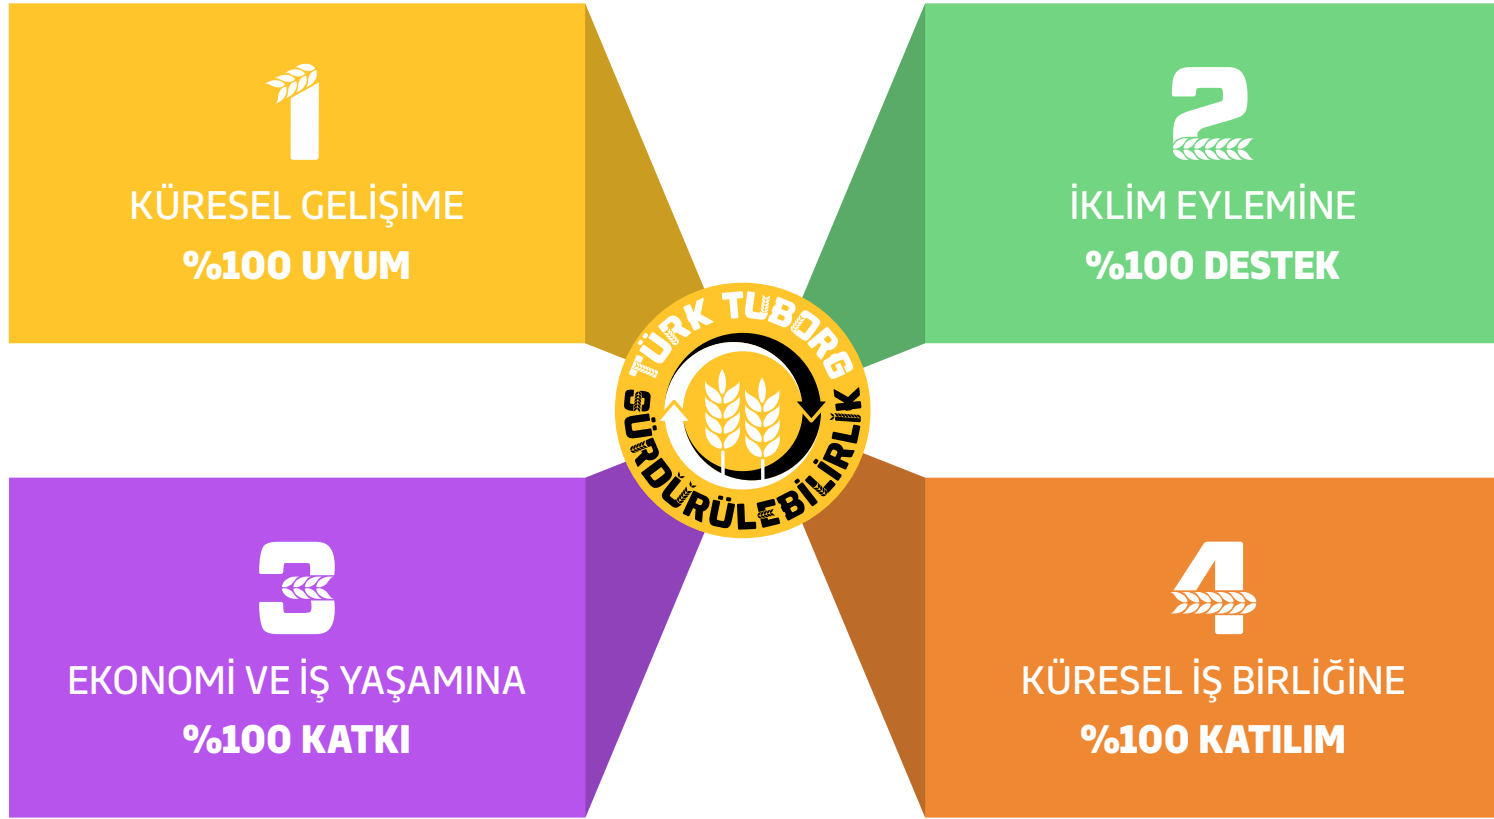 1
KÜRESEL GELİŞİME
%100 UYUM
2
İKLİM EYLEMİNE
%100 DESTEK
TÜRK TUBORG
SÜRDÜRÜLEBİLİRLİK
3
EKONOMİ VE İŞ YAŞAMINA
%100 KATKI
4
KÜRESEL İŞ BİRLİĞİNE
%100 KATILIM